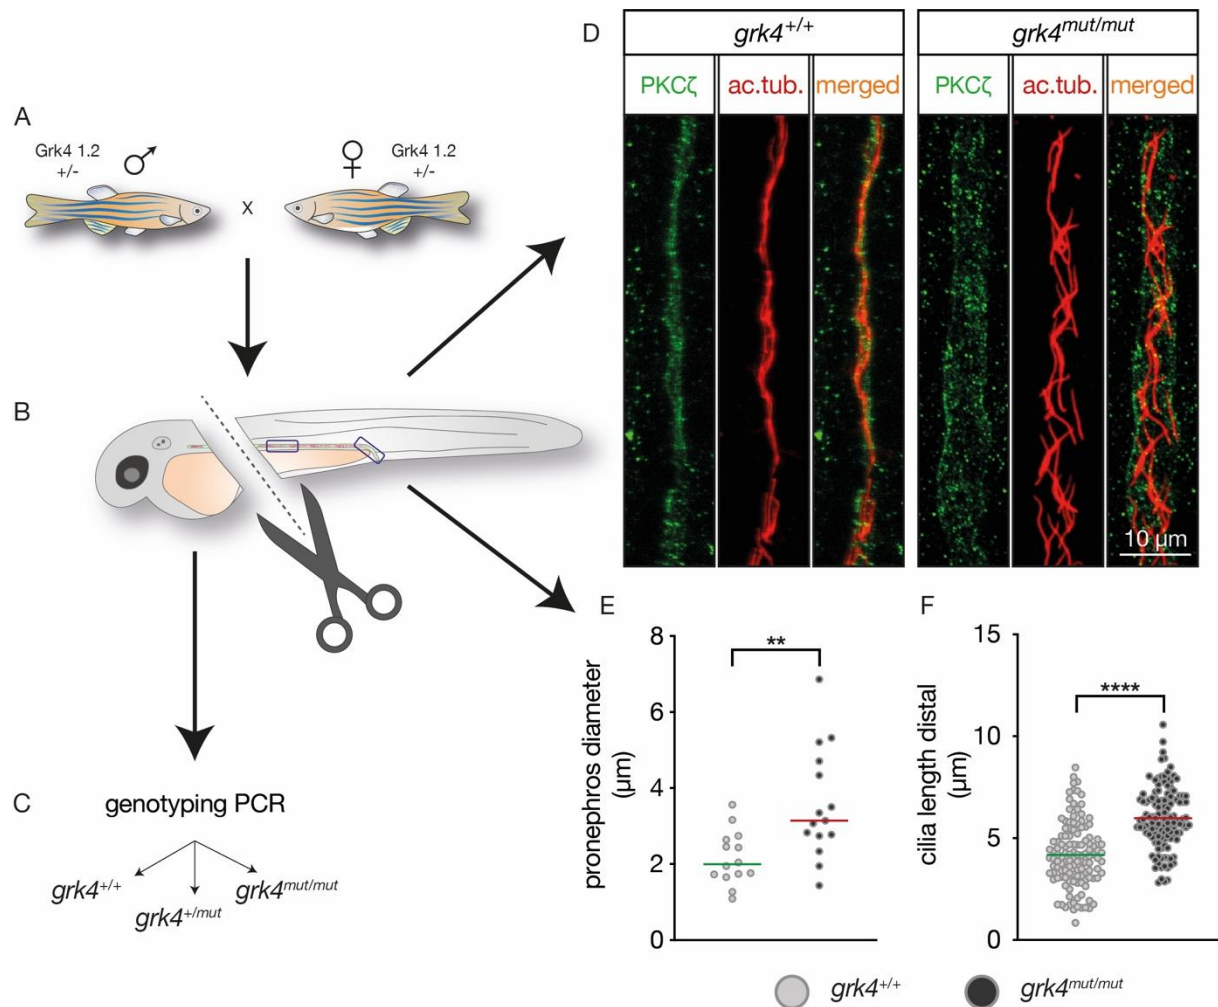 A
Grk4 1.2
+/-
♂
x
♀
Grk4 1.2
+/-
B
C
genotyping PCR
grk4+/+
grk4+/mut
grk4mut/mut
D
grk4+/+
grk4mut/mut
PKCζ
ac.tub.
merged
PKCζ
ac.tub.
merged
10 µm
E
pronephros diameter
(µm)
8
6
4
2
0
**
F
cilia length distal
(µm)
15
10
5
0
****
grk4+/+
grk4mut/mut